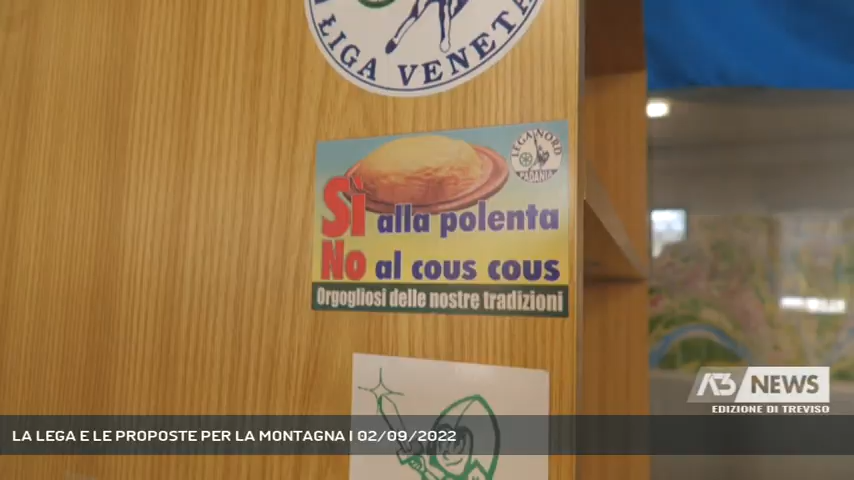 LIGA VENETA
LEGA NORD
PADANIA
Sì alla polenta
No al cous cous
Orgogliosi delle nostre tradizioni
A3 NEWS
EDIZIONE DI TREVISO
LA LEGA E LE PROPOSTE PER LA MONTAGNA | 02/09/2022